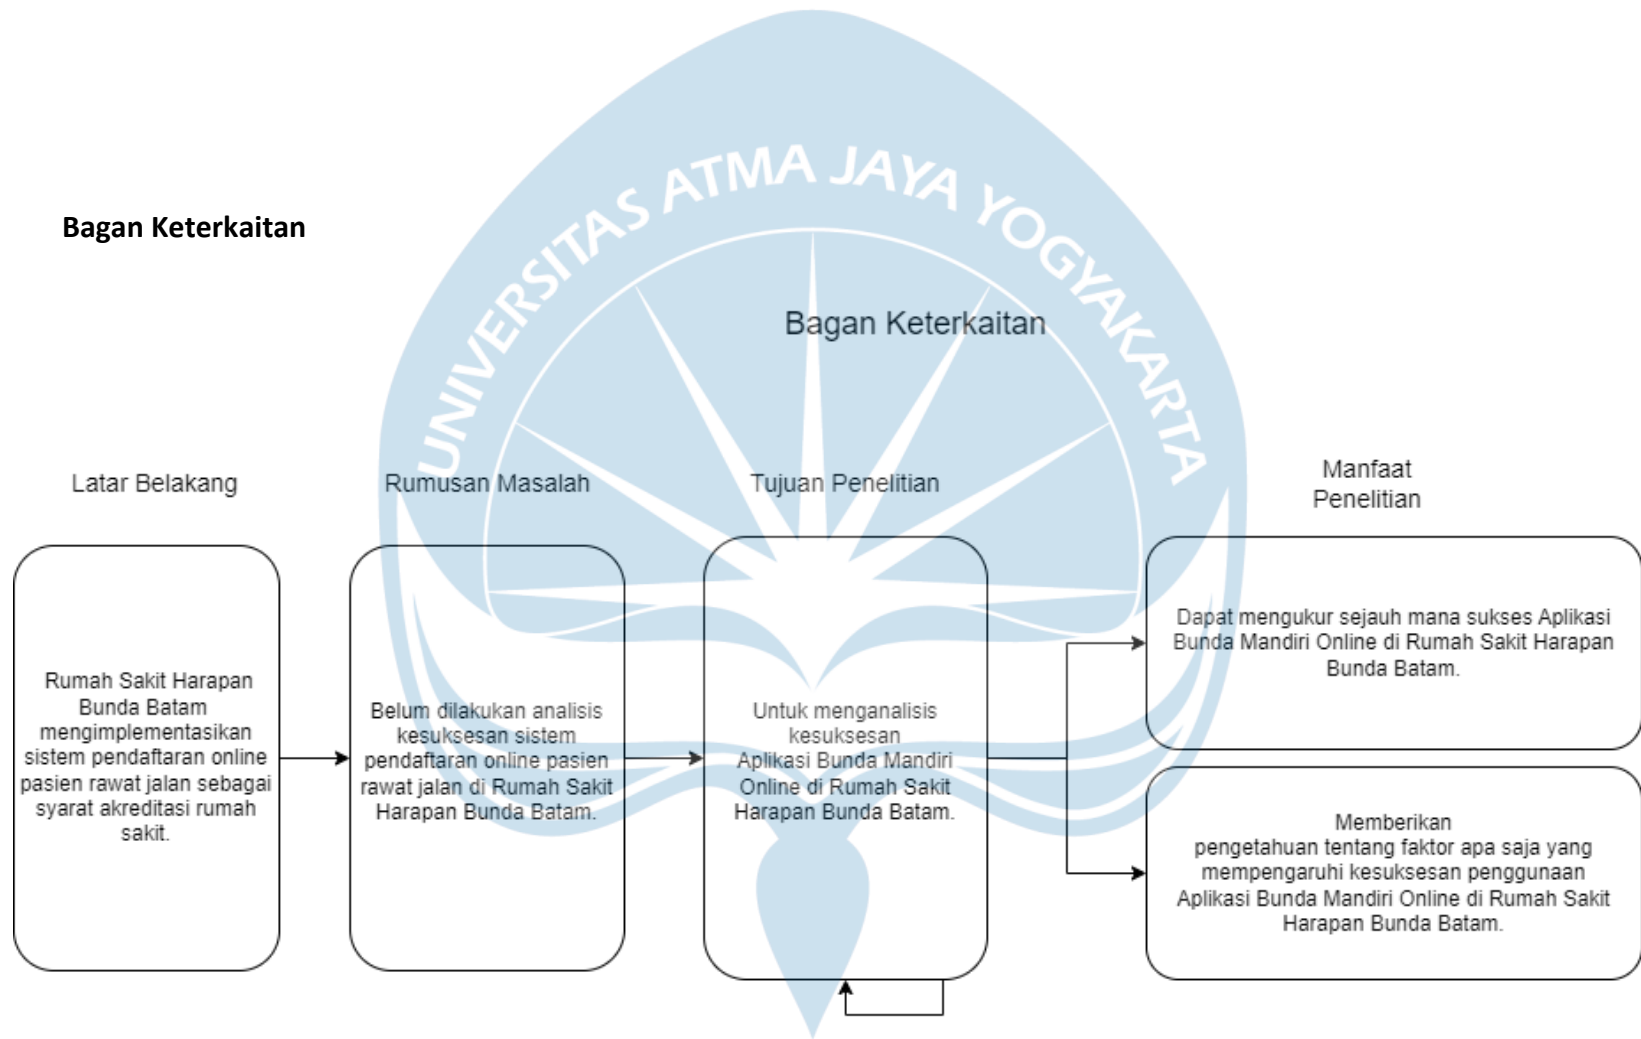 UNIVERSITAS ATMA JAYA YOGYAKARTA
Bagan Keterkaitan
Bagan Keterkaitan
Latar Belakang
Rumusan Masalah
Tujuan Penelitian
Manfaat
Penelitian
Rumah Sakit Harapan
Bunda Batam
mengimplementasikan
sistem pendaftaran online
pasien rawat jalan sebagai
syarat akreditasi rumah
sakit.
Belum dilakukan analisis
kesuksesan sistem
pendaftaran online pasien
rawat jalan di Rumah Sakit
Harapan Bunda Batam.
Untuk menganalisis
kesuksesan
Aplikasi Bunda Mandiri
Online di Rumah Sakit
Harapan Bunda Batam.
Dapat mengukur sejauh mana sukses Aplikasi
Bunda Mandiri Online di Rumah Sakit Harapan
Bunda Batam.
Memberikan
pengetahuan tentang faktor apa saja yang
mempengaruhi kesuksesan penggunaan
Aplikasi Bunda Mandiri Online di Rumah Sakit
Harapan Bunda Batam.